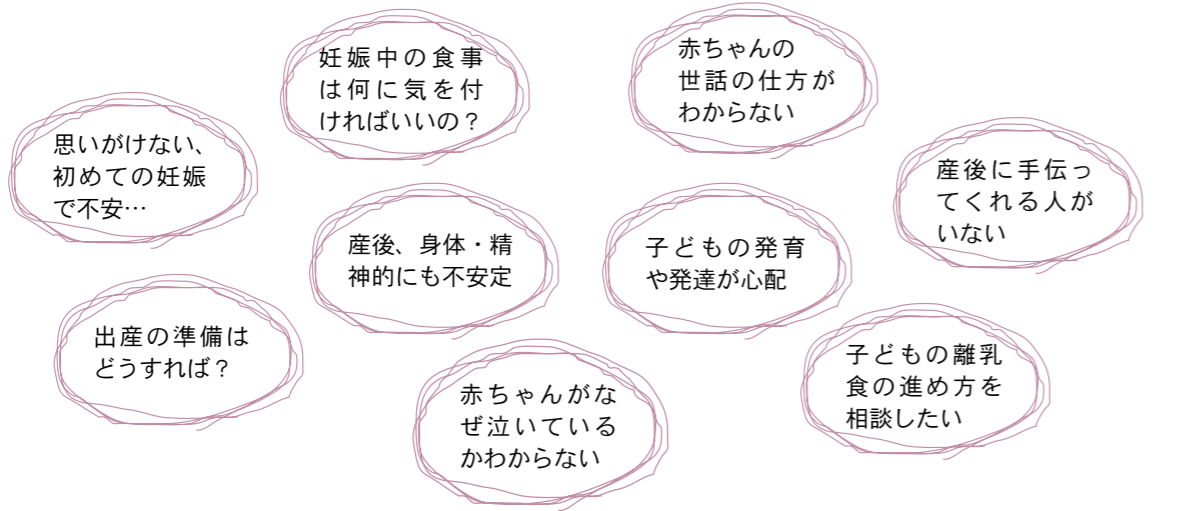 妊娠中の食事
は何に気を付
ければいいの？
赤ちゃんの
世話の仕方が
わからない
思いがけない、
初めての妊娠
で不安…
産後に手伝っ
てくれる人が
いない
産後、身体・精
神的にも不安定
子どもの発育
や発達が心配
出産の準備は
どうすれば？
赤ちゃんがな
ぜ泣いている
かわからない
子どもの離乳
食の進め方を
相談したい